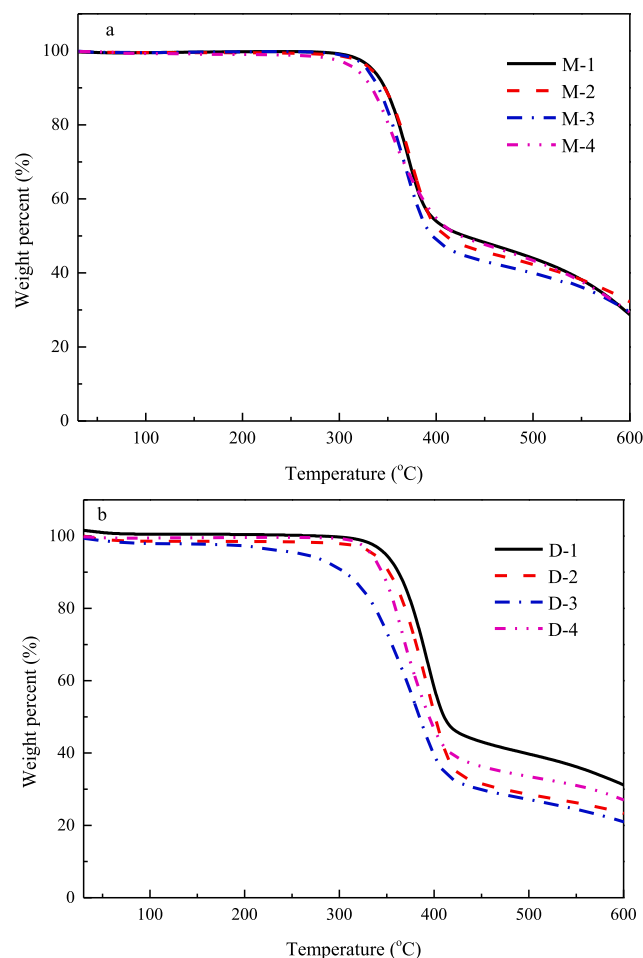 a
100
80
60
40
20
0
Weight percent (%)
M-1
M-2
M-3
M-4
100 200 300 400 500 600
Temperature (°C)
b
100
80
60
40
20
0
Weight percent (%)
D-1
D-2
D-3
D-4
100 200 300 400 500 600
Temperature (°C)